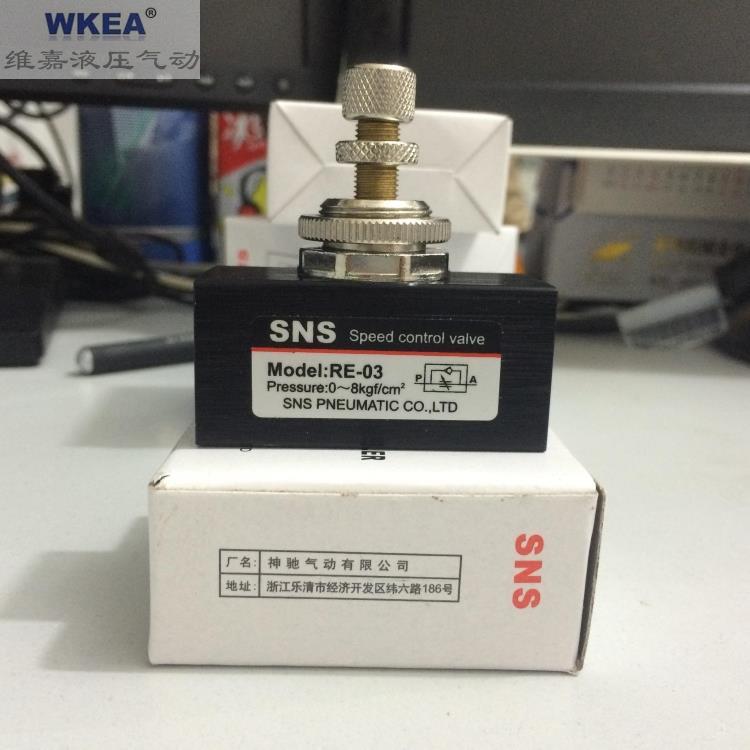 WKEA®
维嘉液压气动
SNS Speed control valve
Model:RE-03
Pressure:0～8kgf/cm²
P A
SNS PNEUMATIC CO.,LTD
SNS
厂名: 神驰气动有限公司
地址: 浙江乐清市经济开发区纬六路186号